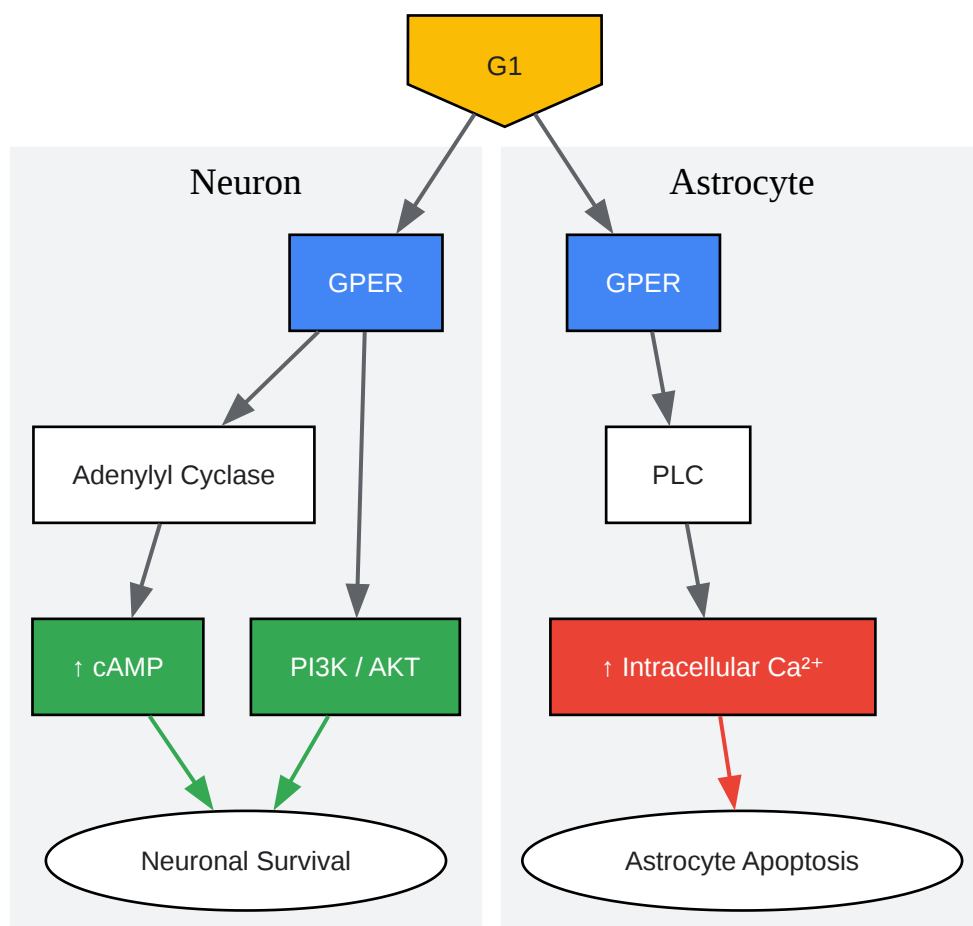 G1
Neuron
Astrocyte
GPER
GPER
Adenylyl Cyclase
PLC
↑ cAMP
PI3K / AKT
↑ Intracellular Ca²⁺
Neuronal Survival
Astrocyte Apoptosis